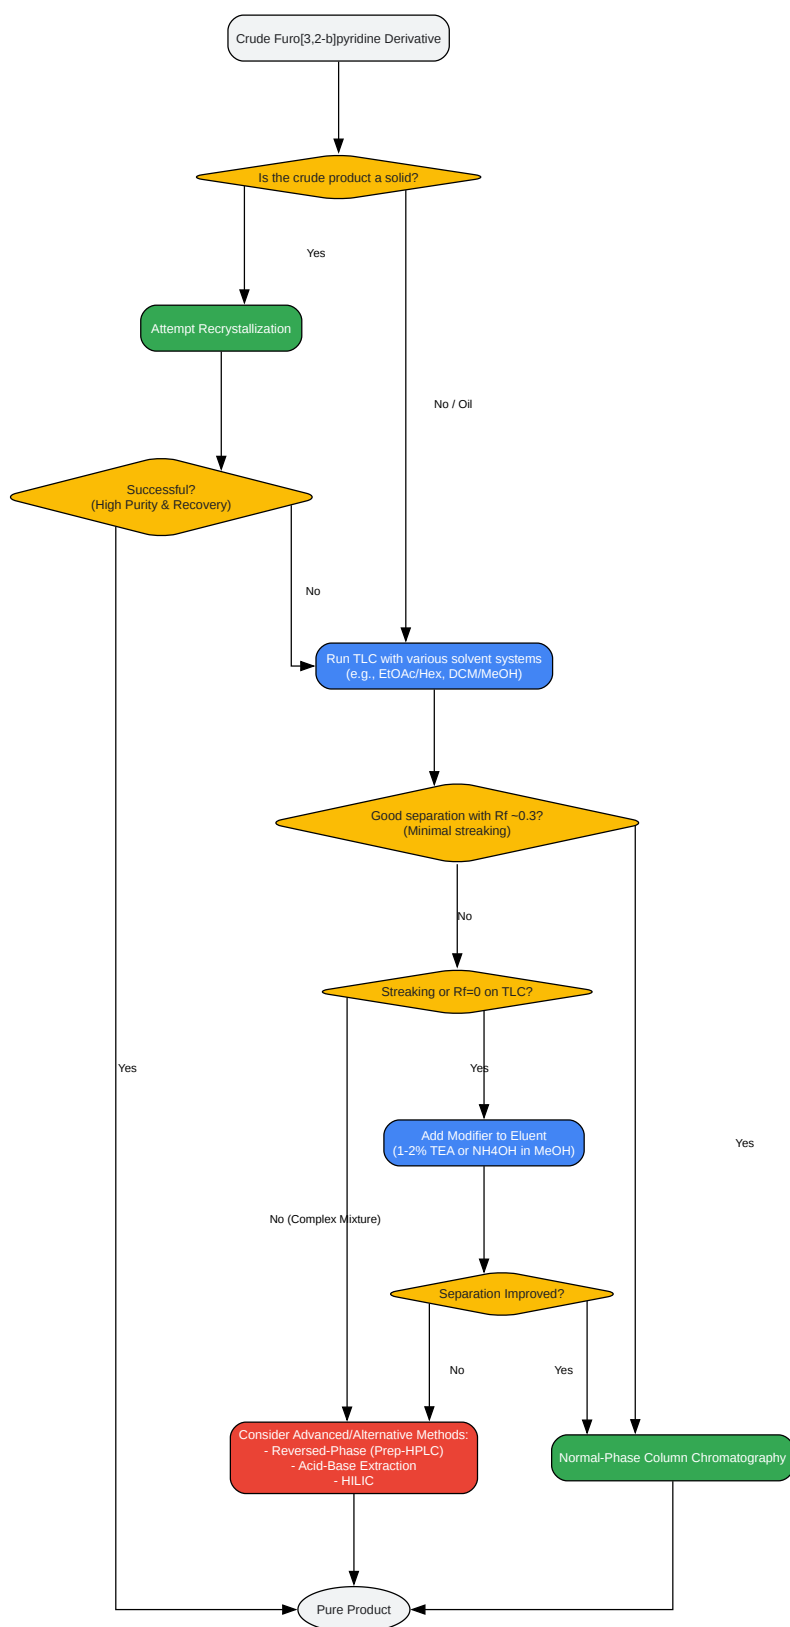 Crude Furo[3,2-b]pyridine Derivative
Is the crude product a solid?
Yes
Attempt Recrystallization
No / Oil
Successful?
(High Purity & Recovery)
No
Run TLC with various solvent systems
(e.g., EtOAc/Hex, DCM/MeOH)
Good separation with Rf ~0.3?
(Minimal streaking)
No
Streaking or Rf=0 on TLC?
Yes
Yes
Add Modifier to Eluent
(1-2% TEA or NH4OH in MeOH)
Yes
No (Complex Mixture)
Separation Improved?
No
Yes
Consider Advanced/Alternative Methods:
- Reversed-Phase (Prep-HPLC)
- Acid-Base Extraction
- HILIC
Normal-Phase Column Chromatography
Pure Product